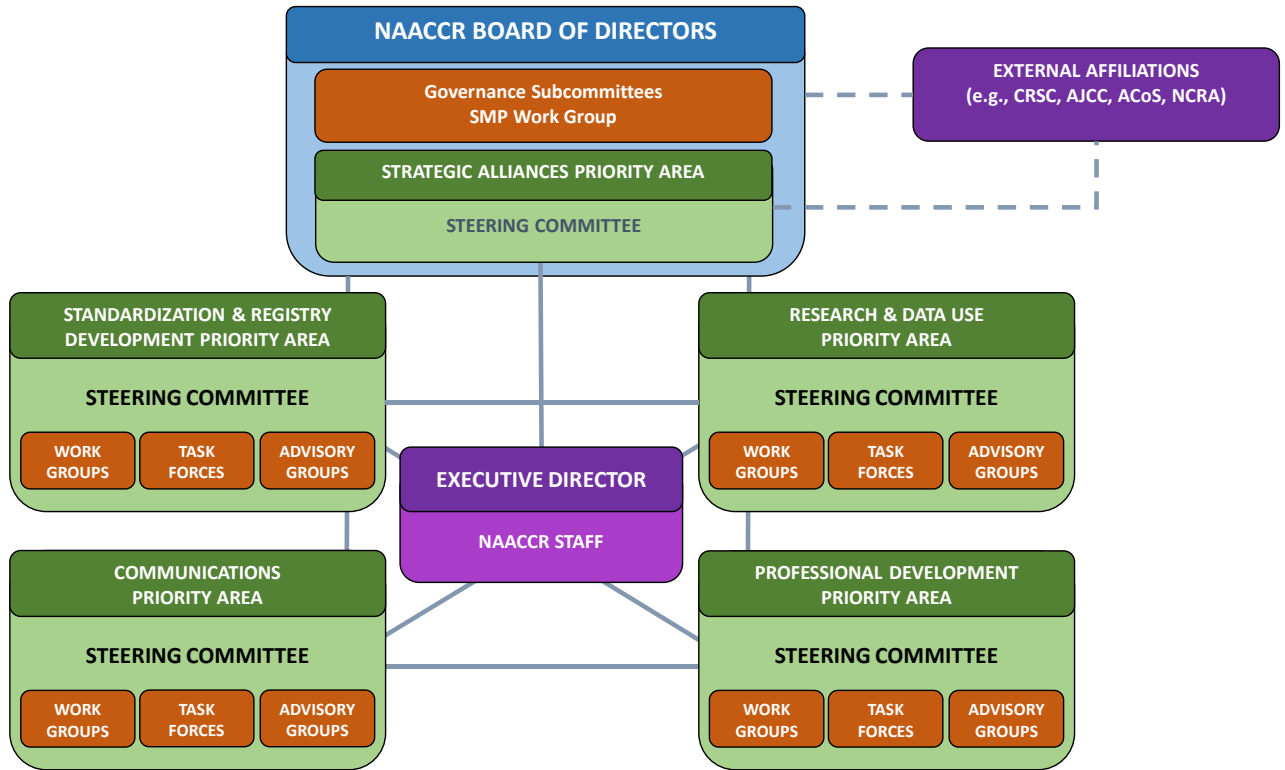 NAACCR BOARD OF DIRECTORS
Governance Subcommittees
SMP Work Group
STRATEGIC ALLIANCES PRIORITY AREA
STEERING COMMITTEE
EXTERNAL AFFILIATIONS
(e.g., CRSC, AJCC, ACoS, NCRA)
STANDARDIZATION & REGISTRY
DEVELOPMENT PRIORITY AREA
STEERING COMMITTEE
WORK
GROUPS
TASK
FORCES
ADVISORY
GROUPS
RESEARCH & DATA USE
PRIORITY AREA
STEERING COMMITTEE
WORK
GROUPS
TASK
FORCES
ADVISORY
GROUPS
EXECUTIVE DIRECTOR
NAACCR STAFF
COMMUNICATIONS
PRIORITY AREA
STEERING COMMITTEE
WORK
GROUPS
TASK
FORCES
ADVISORY
GROUPS
PROFESSIONAL DEVELOPMENT
PRIORITY AREA
STEERING COMMITTEE
WORK
GROUPS
TASK
FORCES
ADVISORY
GROUPS